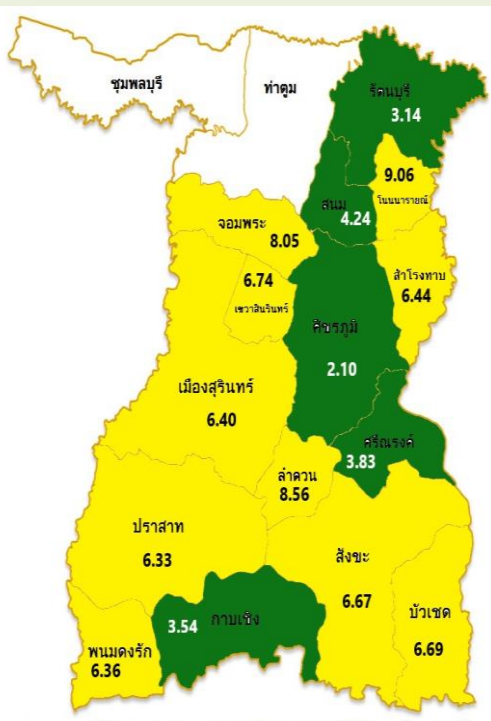 ชุมพลบุรี
ท่าตูม
รัตนบุรี
3.14
9.06
โนนนารายณ์
สนม
4.24
จอมพระ
8.05
สำโรงทาบ
6.44
6.74
เขวาสินรินทร์
ศีขรภูมิ
2.10
เมืองสุรินทร์
6.40
ศรีณรงค์
3.83
ลำดวน
8.56
ปราสาท
6.33
สังขะ
6.67
บัวเชด
6.69
3.54
กาบเชิง
พนมดงรัก
6.36